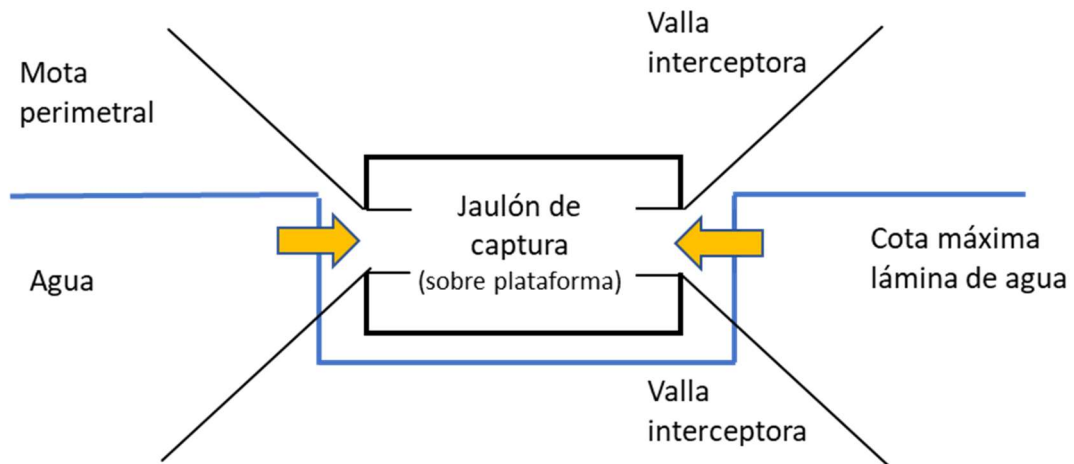 Valla
interceptora
Mota
perimetral
Jaulón de
captura
(sobre plataforma)
Agua
Cota máxima
lámina de agua
Valla
interceptora